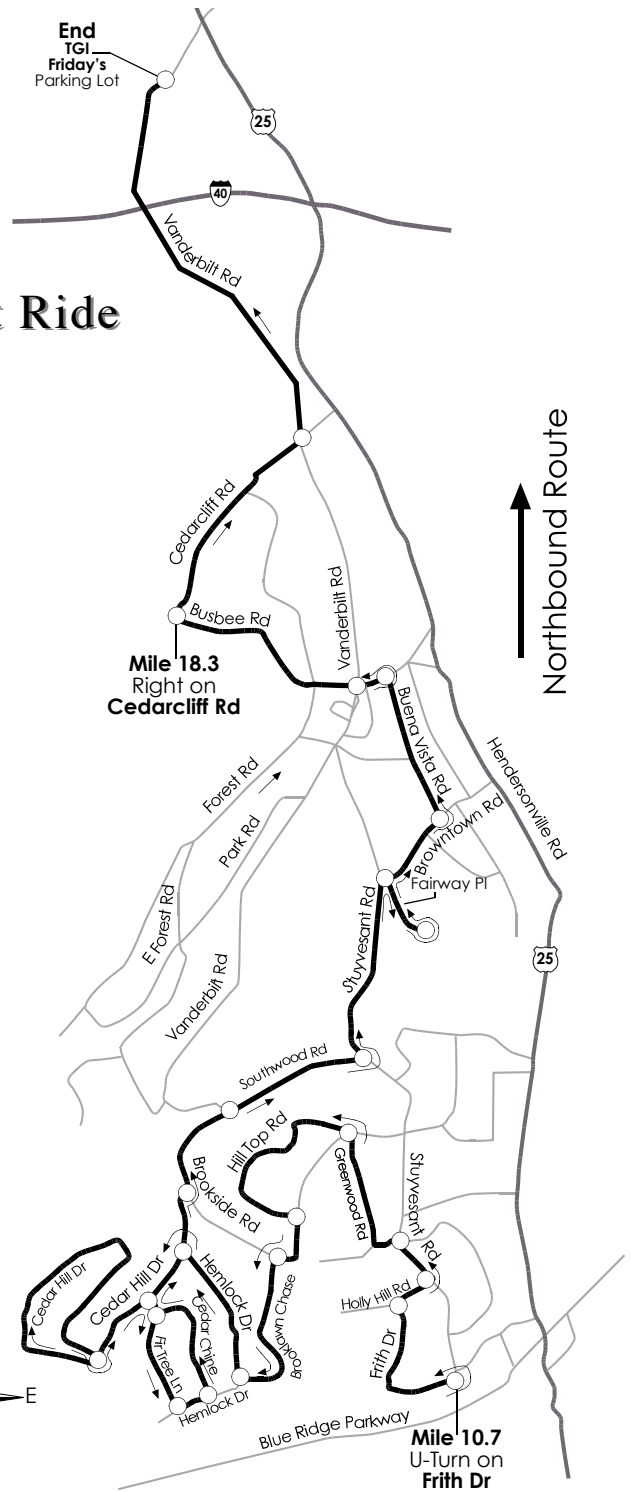 End
TGI
Friday's
Parking Lot
25
40
Vanderbilt Rd
Ride
Northbound Route
Cedarcliff Rd
Busbee Rd
Vanderbilt Rd
Mile 18.3
Right on
Cedarcliff Rd
Buena Vista Rd
Hendersonville Rd
Forest Rd
Park Rd
Browntown Rd
Fairway Pl
E Forest Rd
Stuyvesant Rd
Vanderbilt Rd
25
Southwood Rd
Hill Top Rd
Greenwood Rd
Stuyvesant Rd
Brookside Rd
Cedar Hill Dr
Cedar Hill Dr
Hemlock Dr
Brooklawn Chase
Holly Hill Rd
Cedar Chine
Fir Tree Ln
Frith Dr
Hemlock Dr
E
Blue Ridge Parkway
Mile 10.7
U-Turn on
Frith Dr